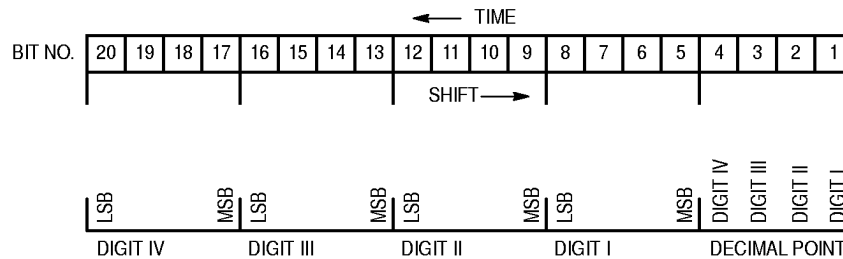 TIME
BIT NO. 20 19 18 17 16 15 14 13 12 11 10 9 8 7 6 5 4 3 2 1
SHIFT
LSB MSB LSB MSB LSB MSB LSB MSB DIGIT IV DIGIT III DIGIT II DIGIT I
DIGIT IV DIGIT III DIGIT II DIGIT I DECIMAL POINT